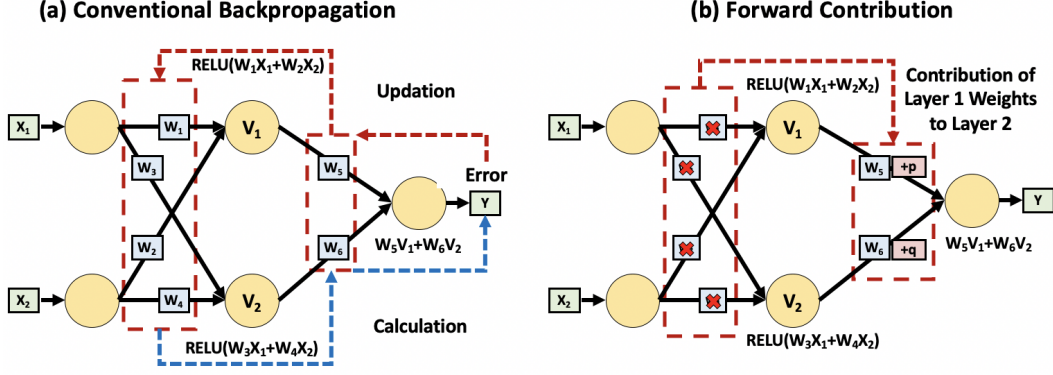 (a) Conventional Backpropagation
RELU(W₁X₁+W₂X₂)
Updation
X₁
W₁
V₁
W₃
W₅
Error
Y
W₅V₁+W₆V₂
W₂
W₆
X₂
W₄
V₂
RELU(W₃X₁+W₄X₂)
Calculation
(b) Forward Contribution
RELU(W₁X₁+W₂X₂)
Contribution of
Layer 1 Weights
to Layer 2
X₁
V₁
W₅ +p
Y
W₅V₁+W₆V₂
W₆ +q
X₂
V₂
RELU(W₃X₁+W₄X₂)